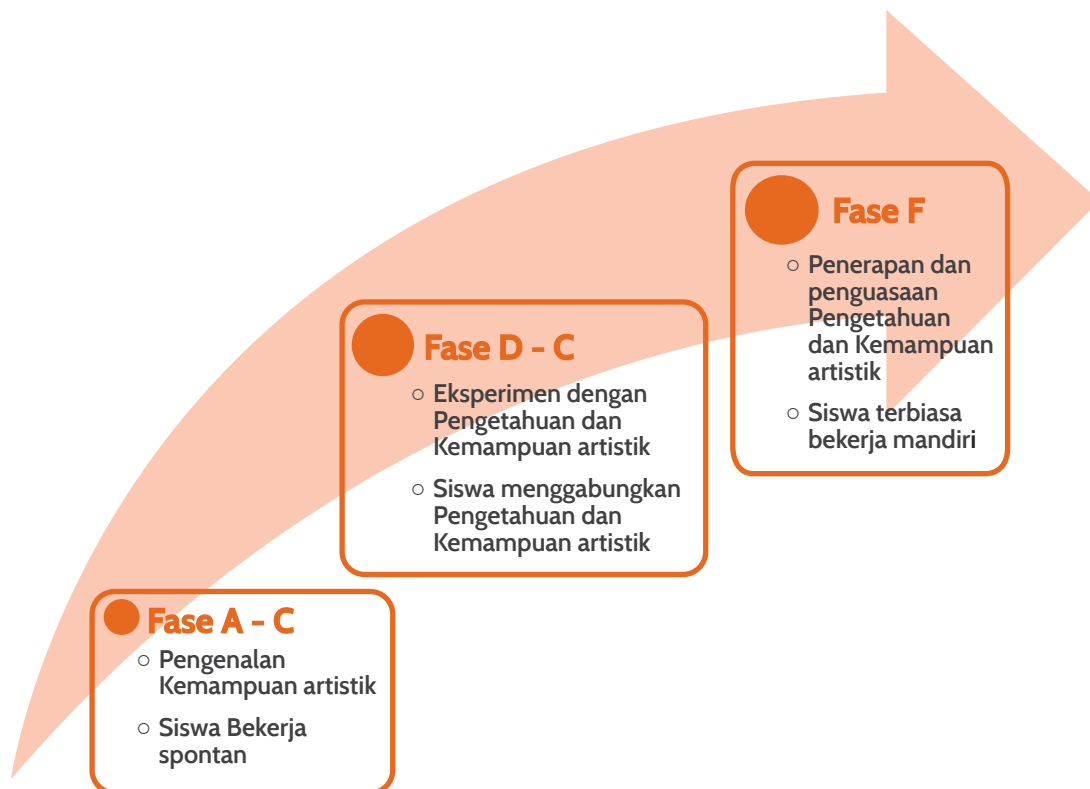 Fase F
○ Penerapan dan
penguasaan
Pengetahuan
dan Kemampuan
artistik
○ Siswa terbiasa
bekerja mandiri
Fase D - C
○ Eksperimen dengan
Pengetahuan dan
Kemampuan artistik
○ Siswa menggabungkan
Pengetahuan dan
Kemampuan artistik
Fase A - C
○ Pengenalan
Kemampuan artistik
○ Siswa Bekerja
spontan